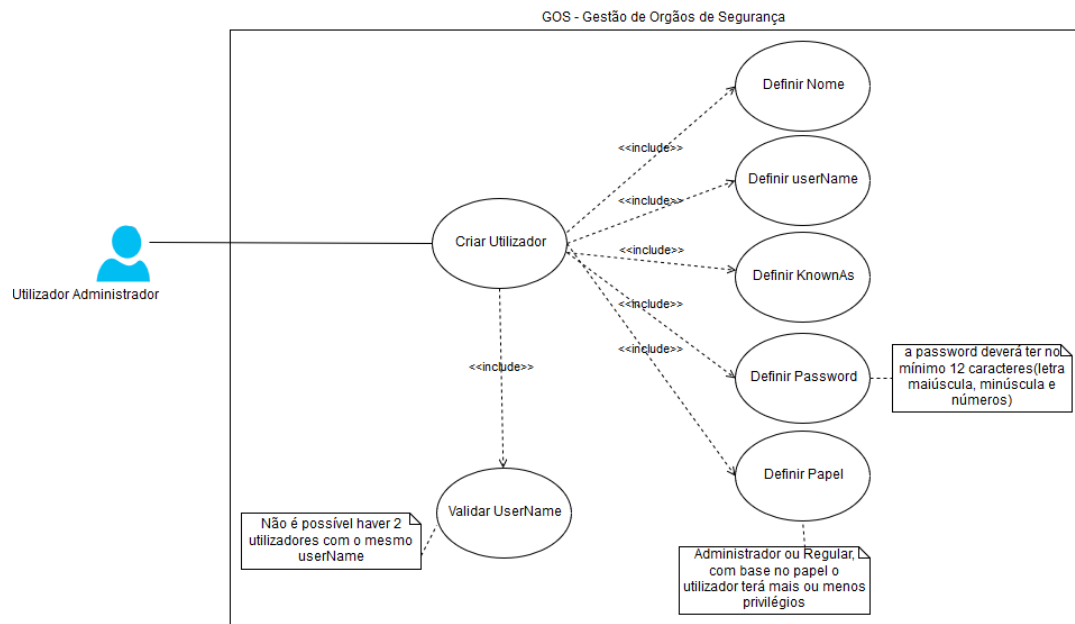 GOS - Gestão de Orgãos de Segurança
Definir Nome
<<include>>
Definir userName
<<include>>
Criar Utilizador
<<include>>
Definir KnownAs
Utilizador Administrador
<<include>>
<<include>>
a password deverá ter no
mínimo 12 caracteres(letra
maiúscula, minúscula e
números)
<<include>>
Definir Password
Definir Papel
Validar UserName
Não é possível haver 2
utilizadores com o mesmo
userName
Administrador ou Regular,
com base no papel o
utilizador terá mais ou menos
privilégios